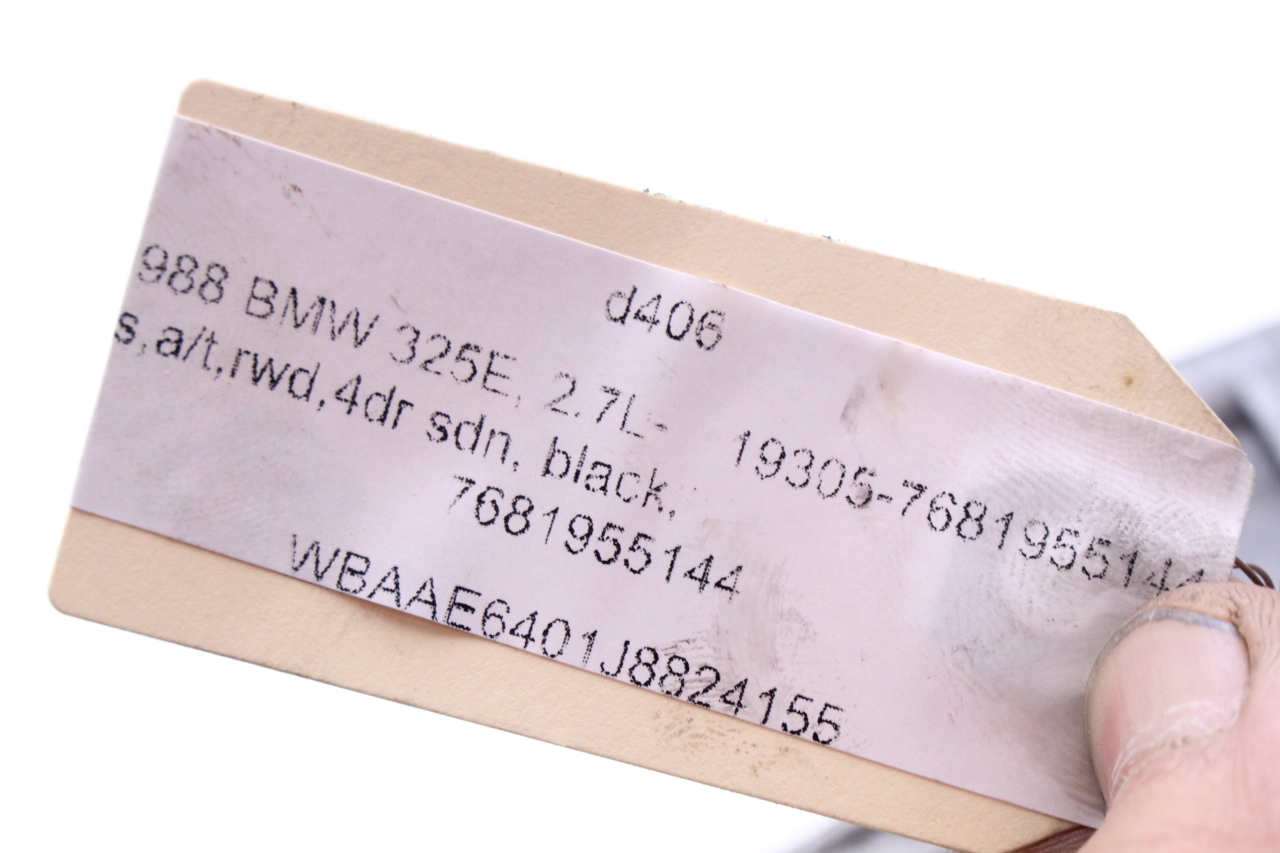 d406
988 BMW 325E, 2.7L-
19305-7681955144
s,a/t,rwd,4dr sdn, black,
7681955144
WBAAE6401J8824155